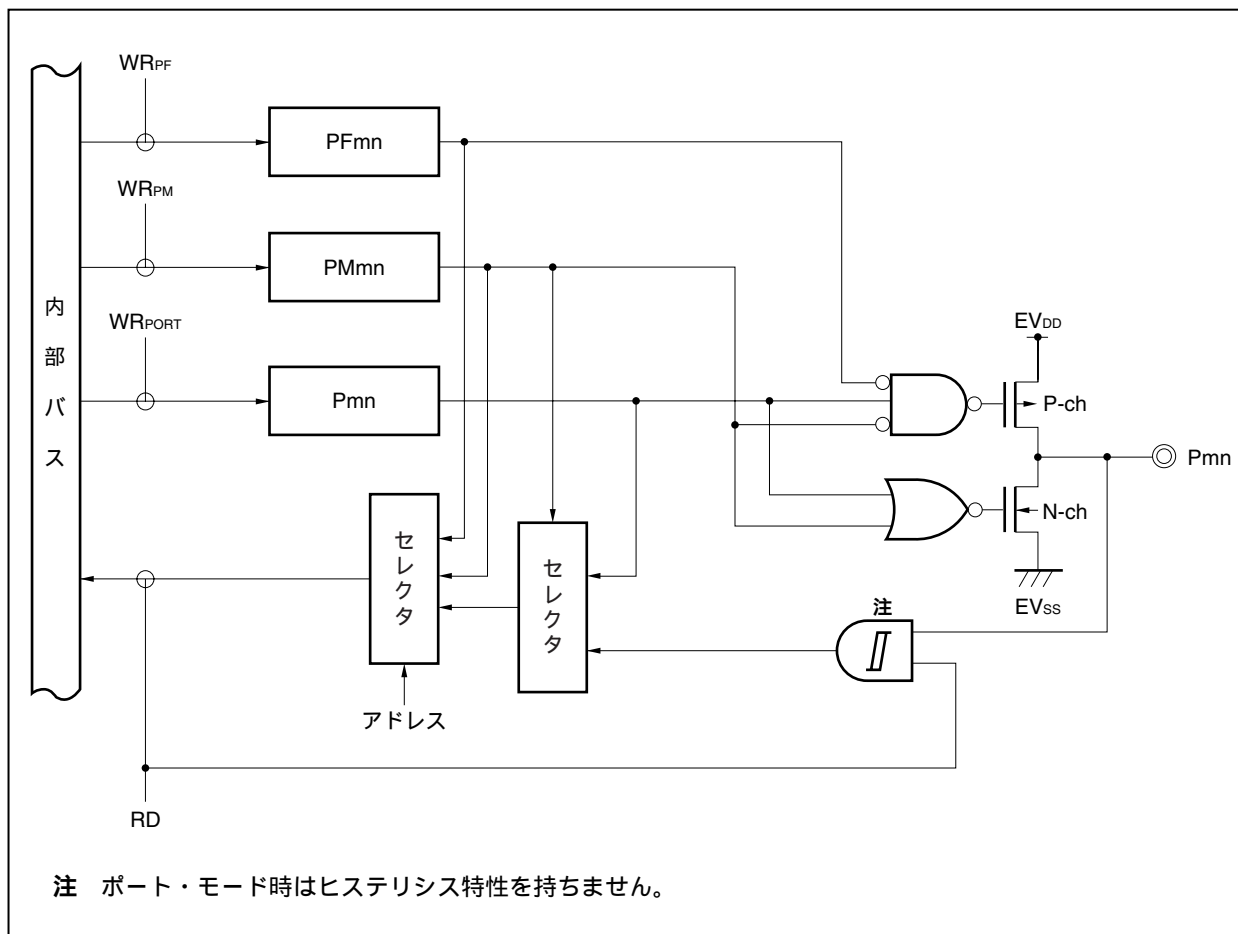 WRPF
PFmn
WRPM
PMmn
内部バス
WRPORT
Pmn
EVDD
P-ch
Pmn
N-ch
EVSS
セレクタ
セレクタ
注
アドレス
RD
注 ポート・モード時はヒステリシス特性を持ちません。